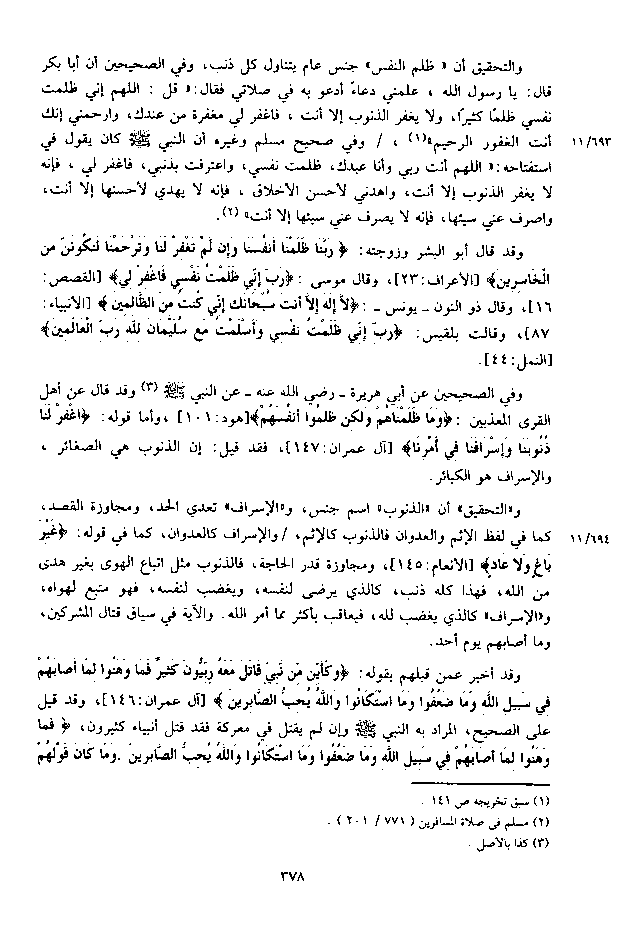 والتحقيق أن « ظلم النفس» جنس عام يتناول كل ذنب، وفي الصحيحين أن أبا بكر
قال: يا رسول الله ، علمني دعاءً أدعو به في صلاتي فقال:« قل : اللهم إني ظلمت
نفسي ظلمًا كثيرًا، ولا يغفر الذنوب إلا أنت ، فاغفر لي مغفرة من عندك، وارحمني إنك
١١/٦٩٣ أنت الغفور الرحيم»(١) ، / وفي صحيح مسلم وغيره أن النبي ﷺ كان يقول في
استفتاحه:« اللهم أنت ربي وأنا عبدك، ظلمت نفسي، واعترفت بذنبي، فاغفر لي ، فإنه
لا يغفر الذنوب إلا أنت، واهدني لأحسن الأخلاق ، فإنه لا يهدي لأحسنها إلا أنت،
واصرف عني سيئها، فإنه لا يصرف عني سيئها إلا أنت» (٢).
وقد قال أبو البشر وزوجته: ﴿ رَبَّنَا ظَلَمْنَا أَنفُسَنَا وَإِن لَّمْ تَغْفِرْ لَنَا وَتَرْحَمْنَا لَنَكُونَنَّ مِنَ
الْخَاسِرِينَ﴾ [الأعراف:٢٣]، وقال موسى :﴿رَبِّ إِنِّي ظَلَمْتُ نَفْسِي فَاغْفِرْ لِي﴾ [القصص:
١٦]، وقال ذو النون ـ يونس ـ :﴿لاَّ إِلَهَ إِلاَّ أَنتَ سُبْحَانَكَ إِنِّي كُنتُ مِنَ الظَّالِمِينَ ﴾ [الأنبياء:
٨٧]، وقالت بلقيس: ﴿رَبِّ إِنِّي ظَلَمْتُ نَفْسِي وَأَسْلَمْتُ مَعَ سُلَيْمَانَ لِلَّهِ رَبِّ الْعَالَمِينَ﴾
[النمل:٤٤].
وفي الصحيحين عن أبي هريرة ـ رضي الله عنه ـ عن النبي ﷺ (٣) وقد قال عن أهل
القرى المعذبين :﴿وَمَا ظَلَمْنَاهُمْ وَلَكِن ظَلَمُوا أَنفُسَهُمْ﴾[هود:١٠١] ،وأما قوله: ﴿اغْفِرْ لَنَا
ذُنُوبَنَا وَإِسْرَافَنَا فِي أَمْرِنَا﴾ [آل عمران:١٤٧]، فقد قيل: إن الذنوب هي الصغائر ،
والإسراف هو الكبائر.
و«التحقيق» أن «الذنوب» اسم جنس، و«الإسراف» تعدي الحد، ومجاوزة القصد،
١١/٦٩٤ كما في لفظ الإثم والعدوان فالذنوب كالإثم، /والإسراف كالعدوان، كما في قوله: ﴿غَيْرَ
بَاغٍ وَلا عَادٍ﴾ [الأنعام:١٤٥]، ومجاوزة قدر الحاجة، فالذنوب مثل اتباع الهوى بغير هدى
من الله، فهذا كله ذنب، كالذي يرضى لنفسه، ويغضب لنفسه، فهو متبع لهواه،
و«الإسراف» كالذي يغضب لله، فيعاقب بأكثر مما أمر الله. والآية في سياق قتال المشركين،
وما أصابهم يوم أحد.
وقد أخبر عمن قبلهم بقوله: ﴿وَكَأَيِّن مِّن نَّبِيٍّ قَاتَلَ مَعَهُ رِبِّيُّونَ كَثِيرٌ فَمَا وَهَنُوا لِمَا أَصَابَهُمْ
فِي سَبِيلِ اللَّهِ وَمَا ضَعُفُوا وَمَا اسْتَكَانُوا وَاللَّهُ يُحِبُّ الصَّابِرِينَ ﴾ [آل عمران:١٤٦]، وقد قيل
على الصحيح، المراد به النبي ﷺ وإن لم يقتل في معركة فقد قتل أنبياء كثيرون، ﴿ فَمَا
وَهَنُوا لِمَا أَصَابَهُمْ فِي سَبِيلِ اللَّهِ وَمَا ضَعُفُوا وَمَا اسْتَكَانُوا وَاللَّهُ يُحِبُّ الصَّابِرِينَ .وَمَا كَانَ قَوْلَهُمْ
(١) سبق تخريجه ص ١٤١ .
(٢) مسلم في صلاة المسافرين ( ٧٧١ / ٢٠١ ) .
(٣) كذا بالأصل .
٣٧٨